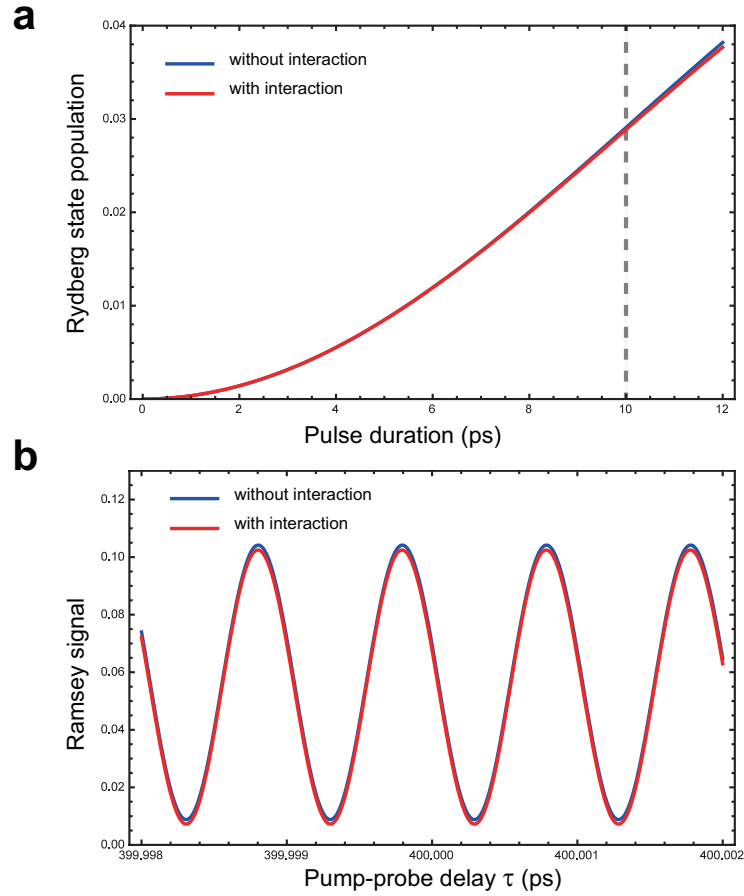 a
0.04
0.03
0.02
0.01
0.00
Rydberg state population
without interaction
with interaction
0
2
4
6
8
10
12
Pulse duration (ps)
b
0.12
0.10
0.08
0.06
0.04
0.02
0.00
Ramsey signal
without interaction
with interaction
399.998
399.999
400.000
400.001
400.002
Pump-probe delay τ (ps)